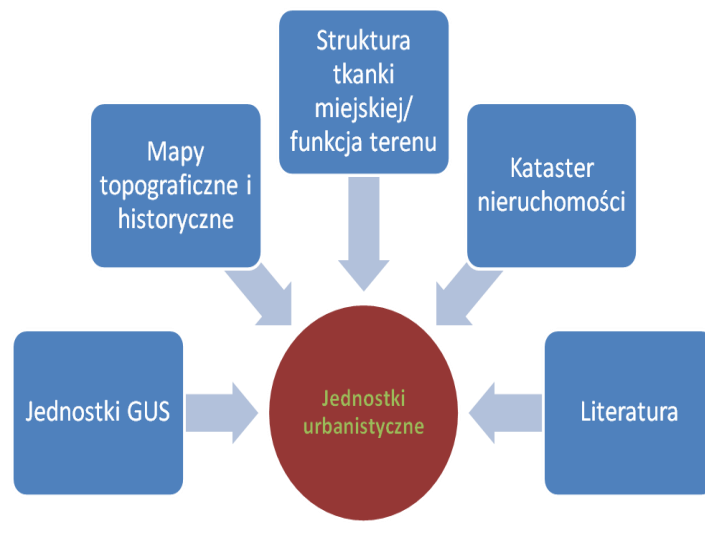 Struktura
tkanki
miejskiej/
funkcja terenu
Mapy
topograficzne i
historyczne
Kataster
nieruchomości
Jednostki GUS
Jednostki
urbanistyczne
Literatura